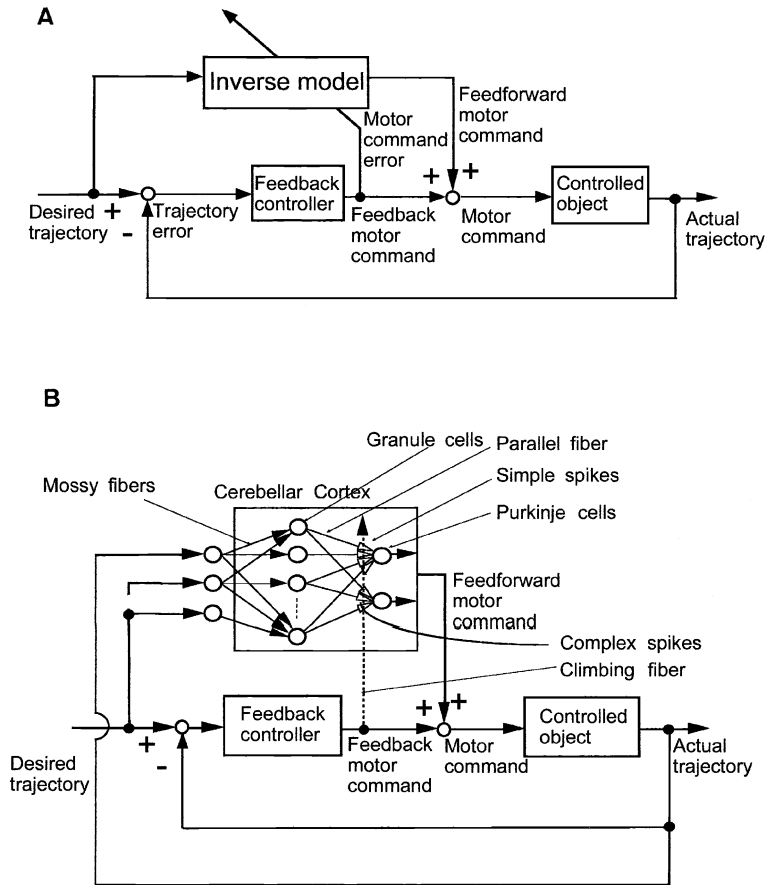 A
Inverse model
Feedforward
motor
command
Motor
command
error
+ +
Feedback
controller
Controlled
object
Desired +
trajectory -
Trajectory
error
Feedback
motor
command
Motor
command
Actual
trajectory
B
Granule cells
Parallel fiber
Mossy fibers
Cerebellar Cortex
Simple spikes
Purkinje cells
Feedforward
motor
command
Complex spikes
Climbing fiber
+ +
Feedback
controller
Controlled
object
+
-
Desired
trajectory
Feedback
motor
command
Motor
command
Actual
trajectory